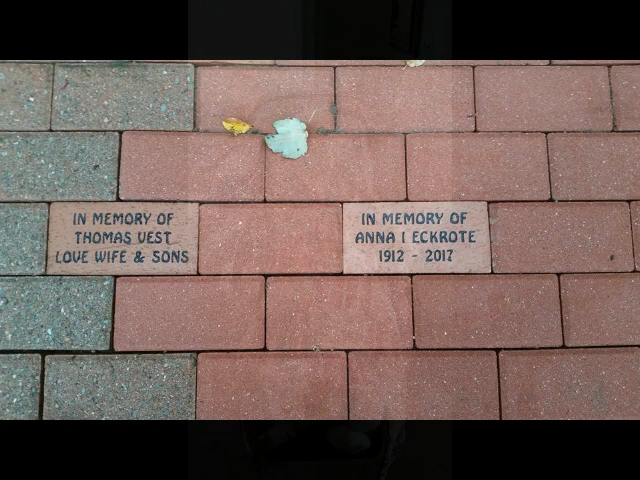 IN MEMORY OF
THOMAS VEST
LOVE WIFE & SONS
IN MEMORY OF
ANNA I ECKROTE
1912 - 2017